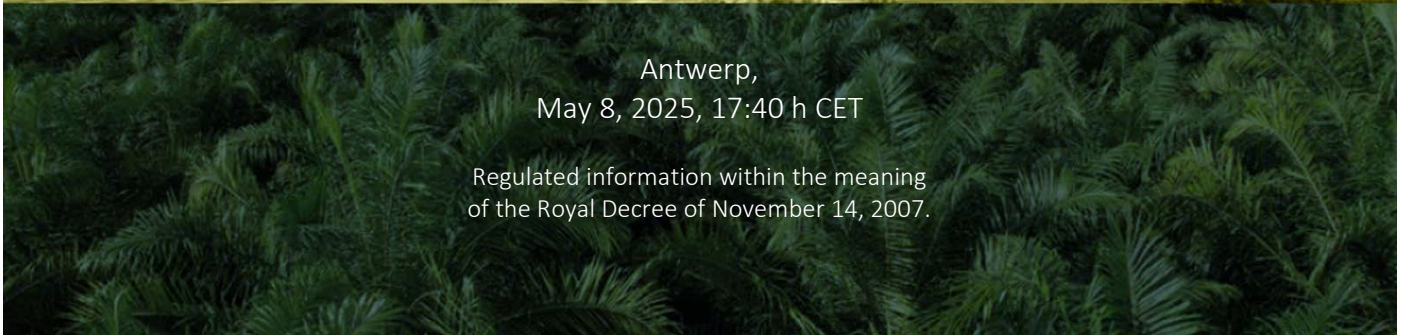 Antwerp,
May 8, 2025, 17:40 h CET
Regulated information within the meaning
of the Royal Decree of November 14, 2007.